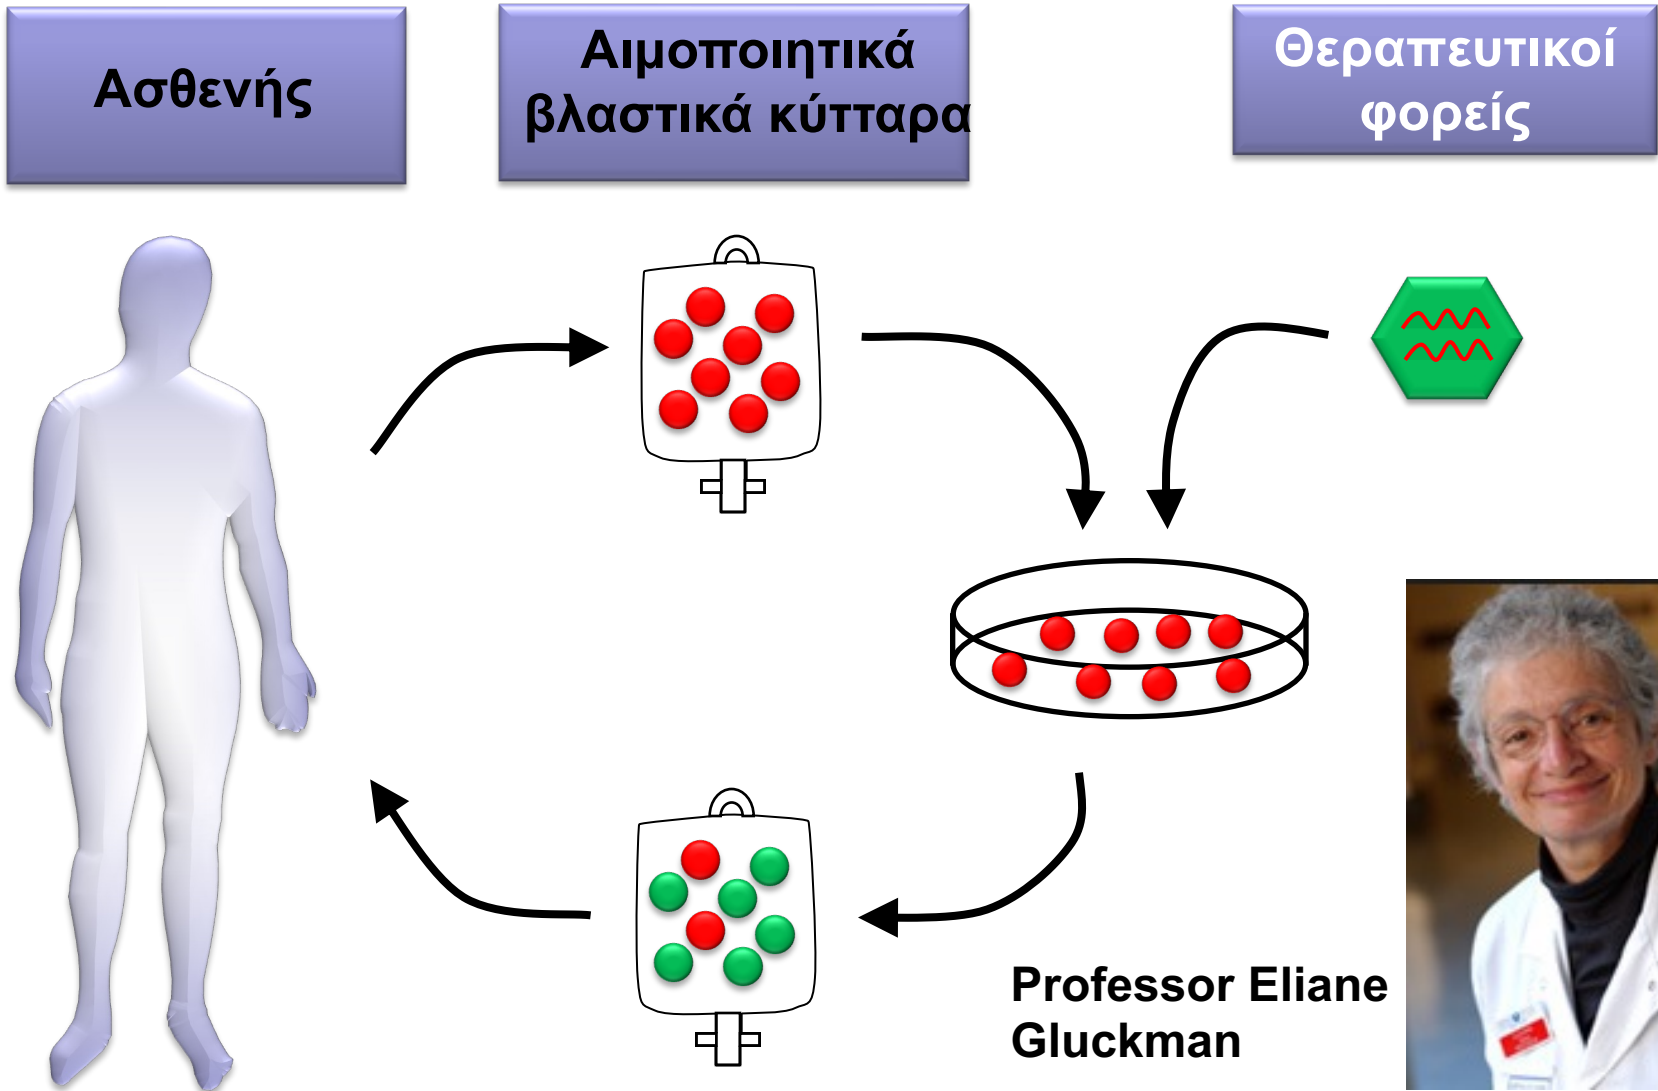 Ασθενής
Αιμοποιητικά
βλαστικά κύτταρα
Θεραπευτικοί
φορείς
Professor Eliane
Gluckman